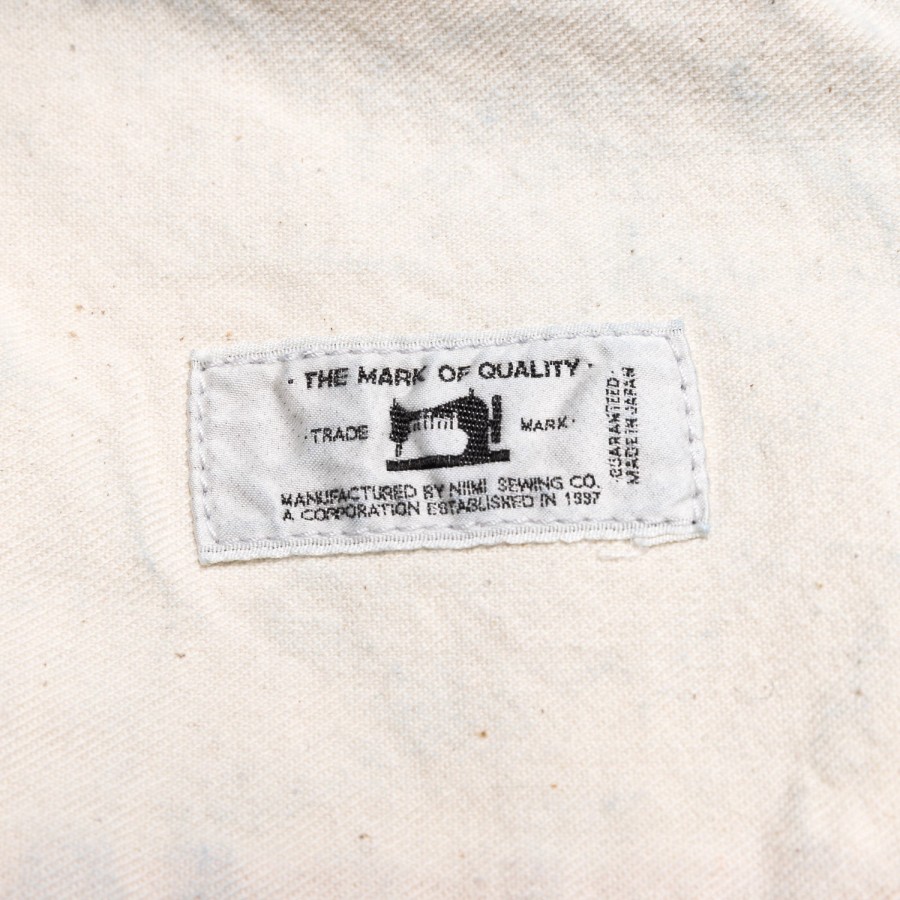 · THE MARK OF QUALITY ·
· TRADE MARK ·
MANUFACTURED BY NIIMI SEWING CO.
A CORPORATION ESTABLISHED IN 1997
· GUARANTEED ·
MADE IN JAPAN